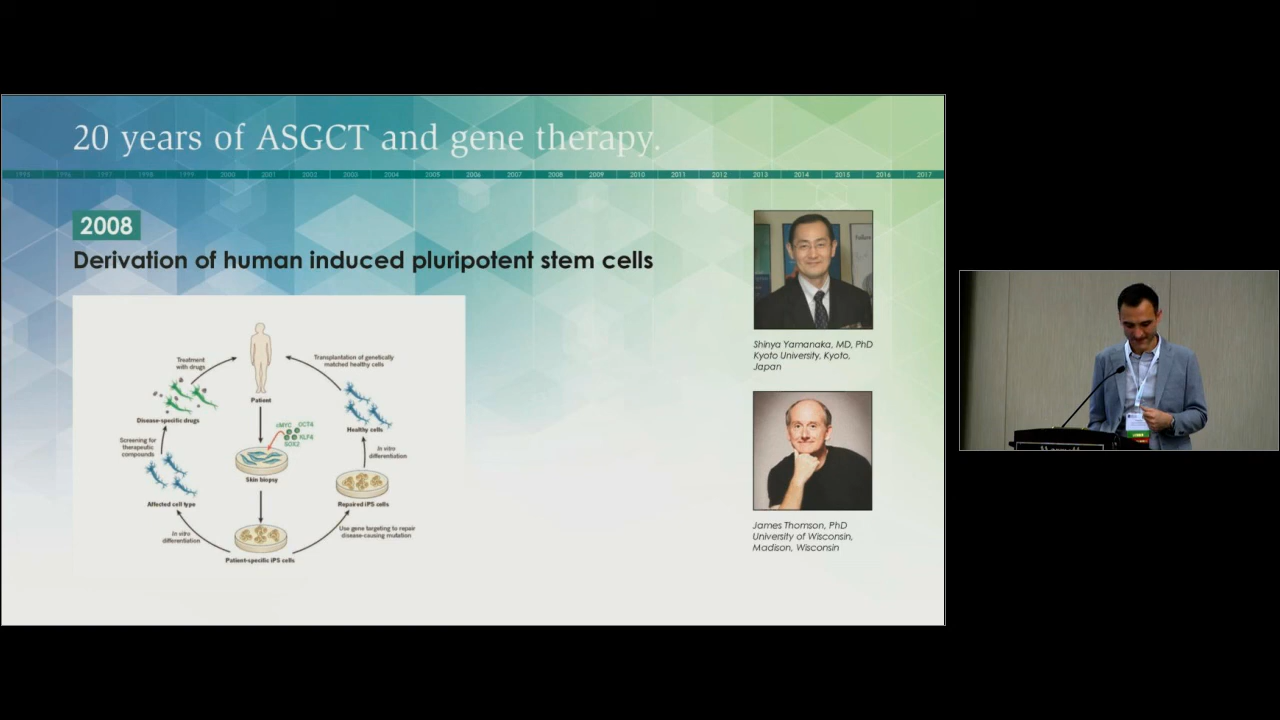 20 years of ASGCT and gene therapy.
1995 1996 1997 1998 1999 2000 2001 2002 2003 2004 2005 2006 2007 2008 2009 2010 2011 2012 2013 2014 2015 2016 2017
2008
Derivation of human induced pluripotent stem cells
Treatment
with drugs
Transplantation of genetically
matched healthy cells
Patient
Disease-specific drugs
cMYC OCT4
KLF4
SOX2
Healthy cells
Screening for
therapeutic
compounds
In vitro
differentiation
Skin biopsy
Affected cell type
Repaired iPS cells
In vitro
differentiation
Use gene targeting to repair
disease-causing mutation
Patient-specific iPS cells
Shinya Yamanaka, MD, PhD
Kyoto University, Kyoto,
Japan
James Thomson, PhD
University of Wisconsin,
Madison, Wisconsin